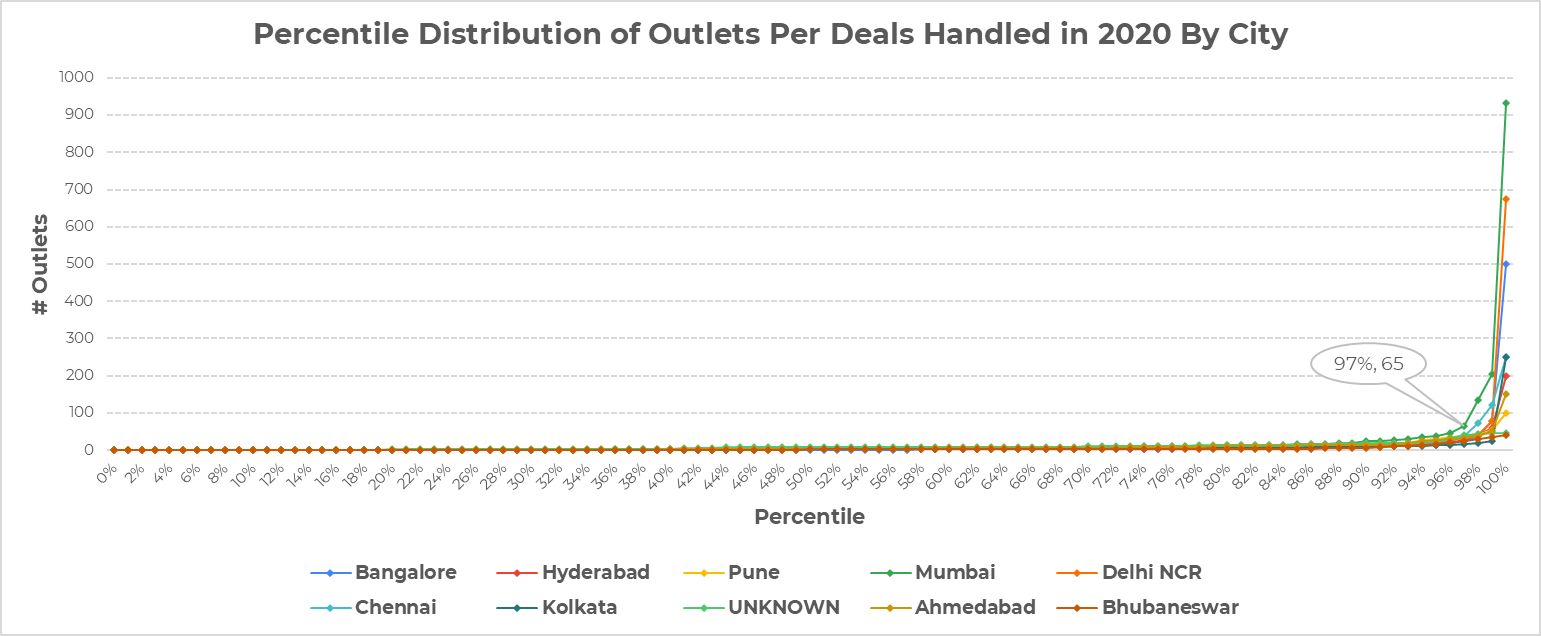 Percentile Distribution of Outlets Per Deals Handled in 2020 By City
1000
900
800
700
600
500
400
300
200
100
0
# Outlets
97%, 65
0% 2% 4% 6% 8% 10% 12% 14% 16% 18% 20% 22% 24% 26% 28% 30% 32% 34% 36% 38% 40% 42% 44% 46% 48% 50% 52% 54% 56% 58% 60% 62% 64% 66% 68% 70% 72% 74% 76% 78% 80% 82% 84% 86% 88% 90% 92% 94% 96% 98% 100%
Percentile
Bangalore Hyderabad Pune Mumbai Delhi NCR
Chennai Kolkata UNKNOWN Ahmedabad Bhubaneswar